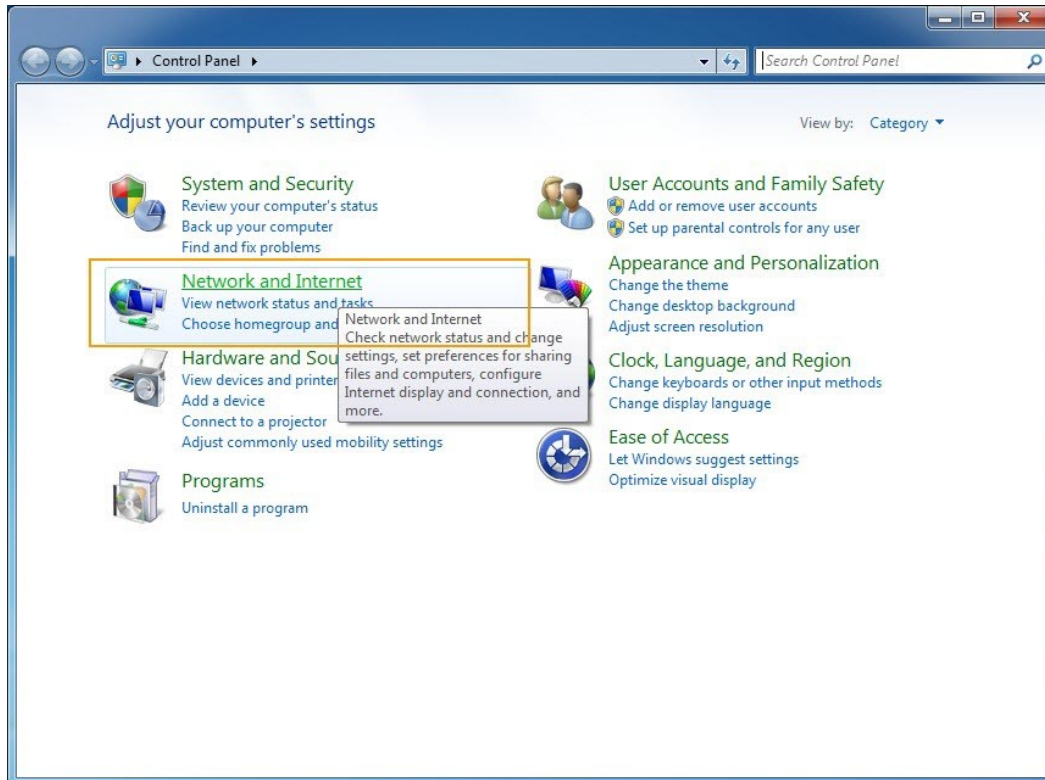 Control Panel
Search Control Panel
Adjust your computer's settings
View by: Category
System and Security
Review your computer's status
Back up your computer
Find and fix problems
Network and Internet
View network status and tasks
Choose homegroup and
Network and Internet
Check network status and change
settings, set preferences for sharing
files and computers, configure
Internet display and connection, and
more.
Hardware and Sou
View devices and printer
Add a device
Connect to a projector
Adjust commonly used mobility settings
Programs
Uninstall a program
User Accounts and Family Safety
Add or remove user accounts
Set up parental controls for any user
Appearance and Personalization
Change the theme
Change desktop background
Adjust screen resolution
Clock, Language, and Region
Change keyboards or other input methods
Change display language
Ease of Access
Let Windows suggest settings
Optimize visual display